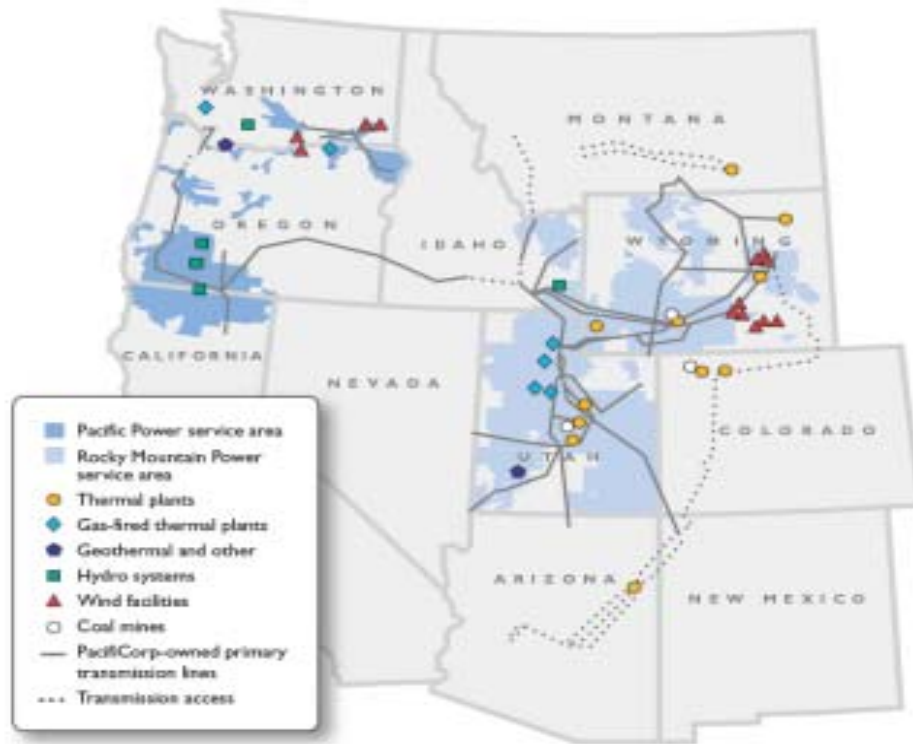 WASHINGTON
MONTANA
OREGON
IDAHO
WYOMING
CALIFORNIA
NEVADA
UTAH
COLORADO
ARIZONA
NEW MEXICO
Pacific Power service area
Rocky Mountain Power
service area
Thermal plants
Gas-fired thermal plants
Geothermal and other
Hydro systems
Wind facilities
Coal mines
PacifiCorp-owned primary
transmission lines
Transmission access